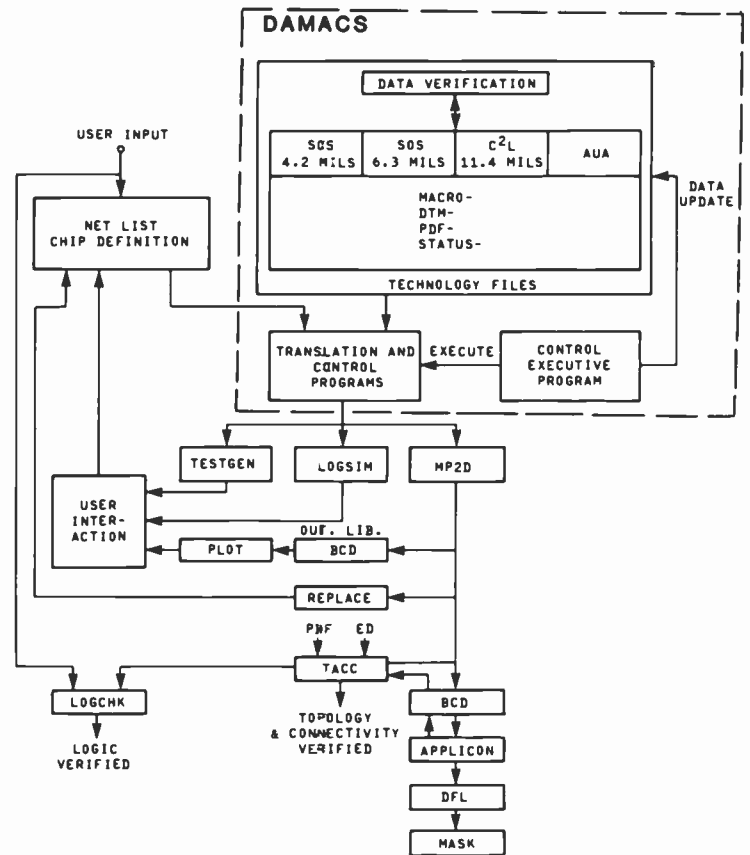 DAMACS
DATA VERIFICATION
USER INPUT
SOS
4.2 MILS
SOS
6.3 MILS
C²L
11.4 MILS
AUA
DATA
UPDATE
NET LIST
CHIP DEFINITION
MACRO-
DTM-
PDF-
STATUS-
TECHNOLOGY FILES
TRANSLATION AND
CONTROL
PROGRAMS
EXECUTE
CONTROL
EXECUTIVE
PROGRAM
TESTGEN
LOGSIM
MP2D
USER
INTER-
ACTION
OUT. LIB.
PLOT
BCD
REPLACE
PDF
ED
TACC
LOGCHK
BCD
LOGIC
VERIFIED
TOPOLOGY
& CONNECTIVITY
VERIFIED
APPLICON
DFL
MASK